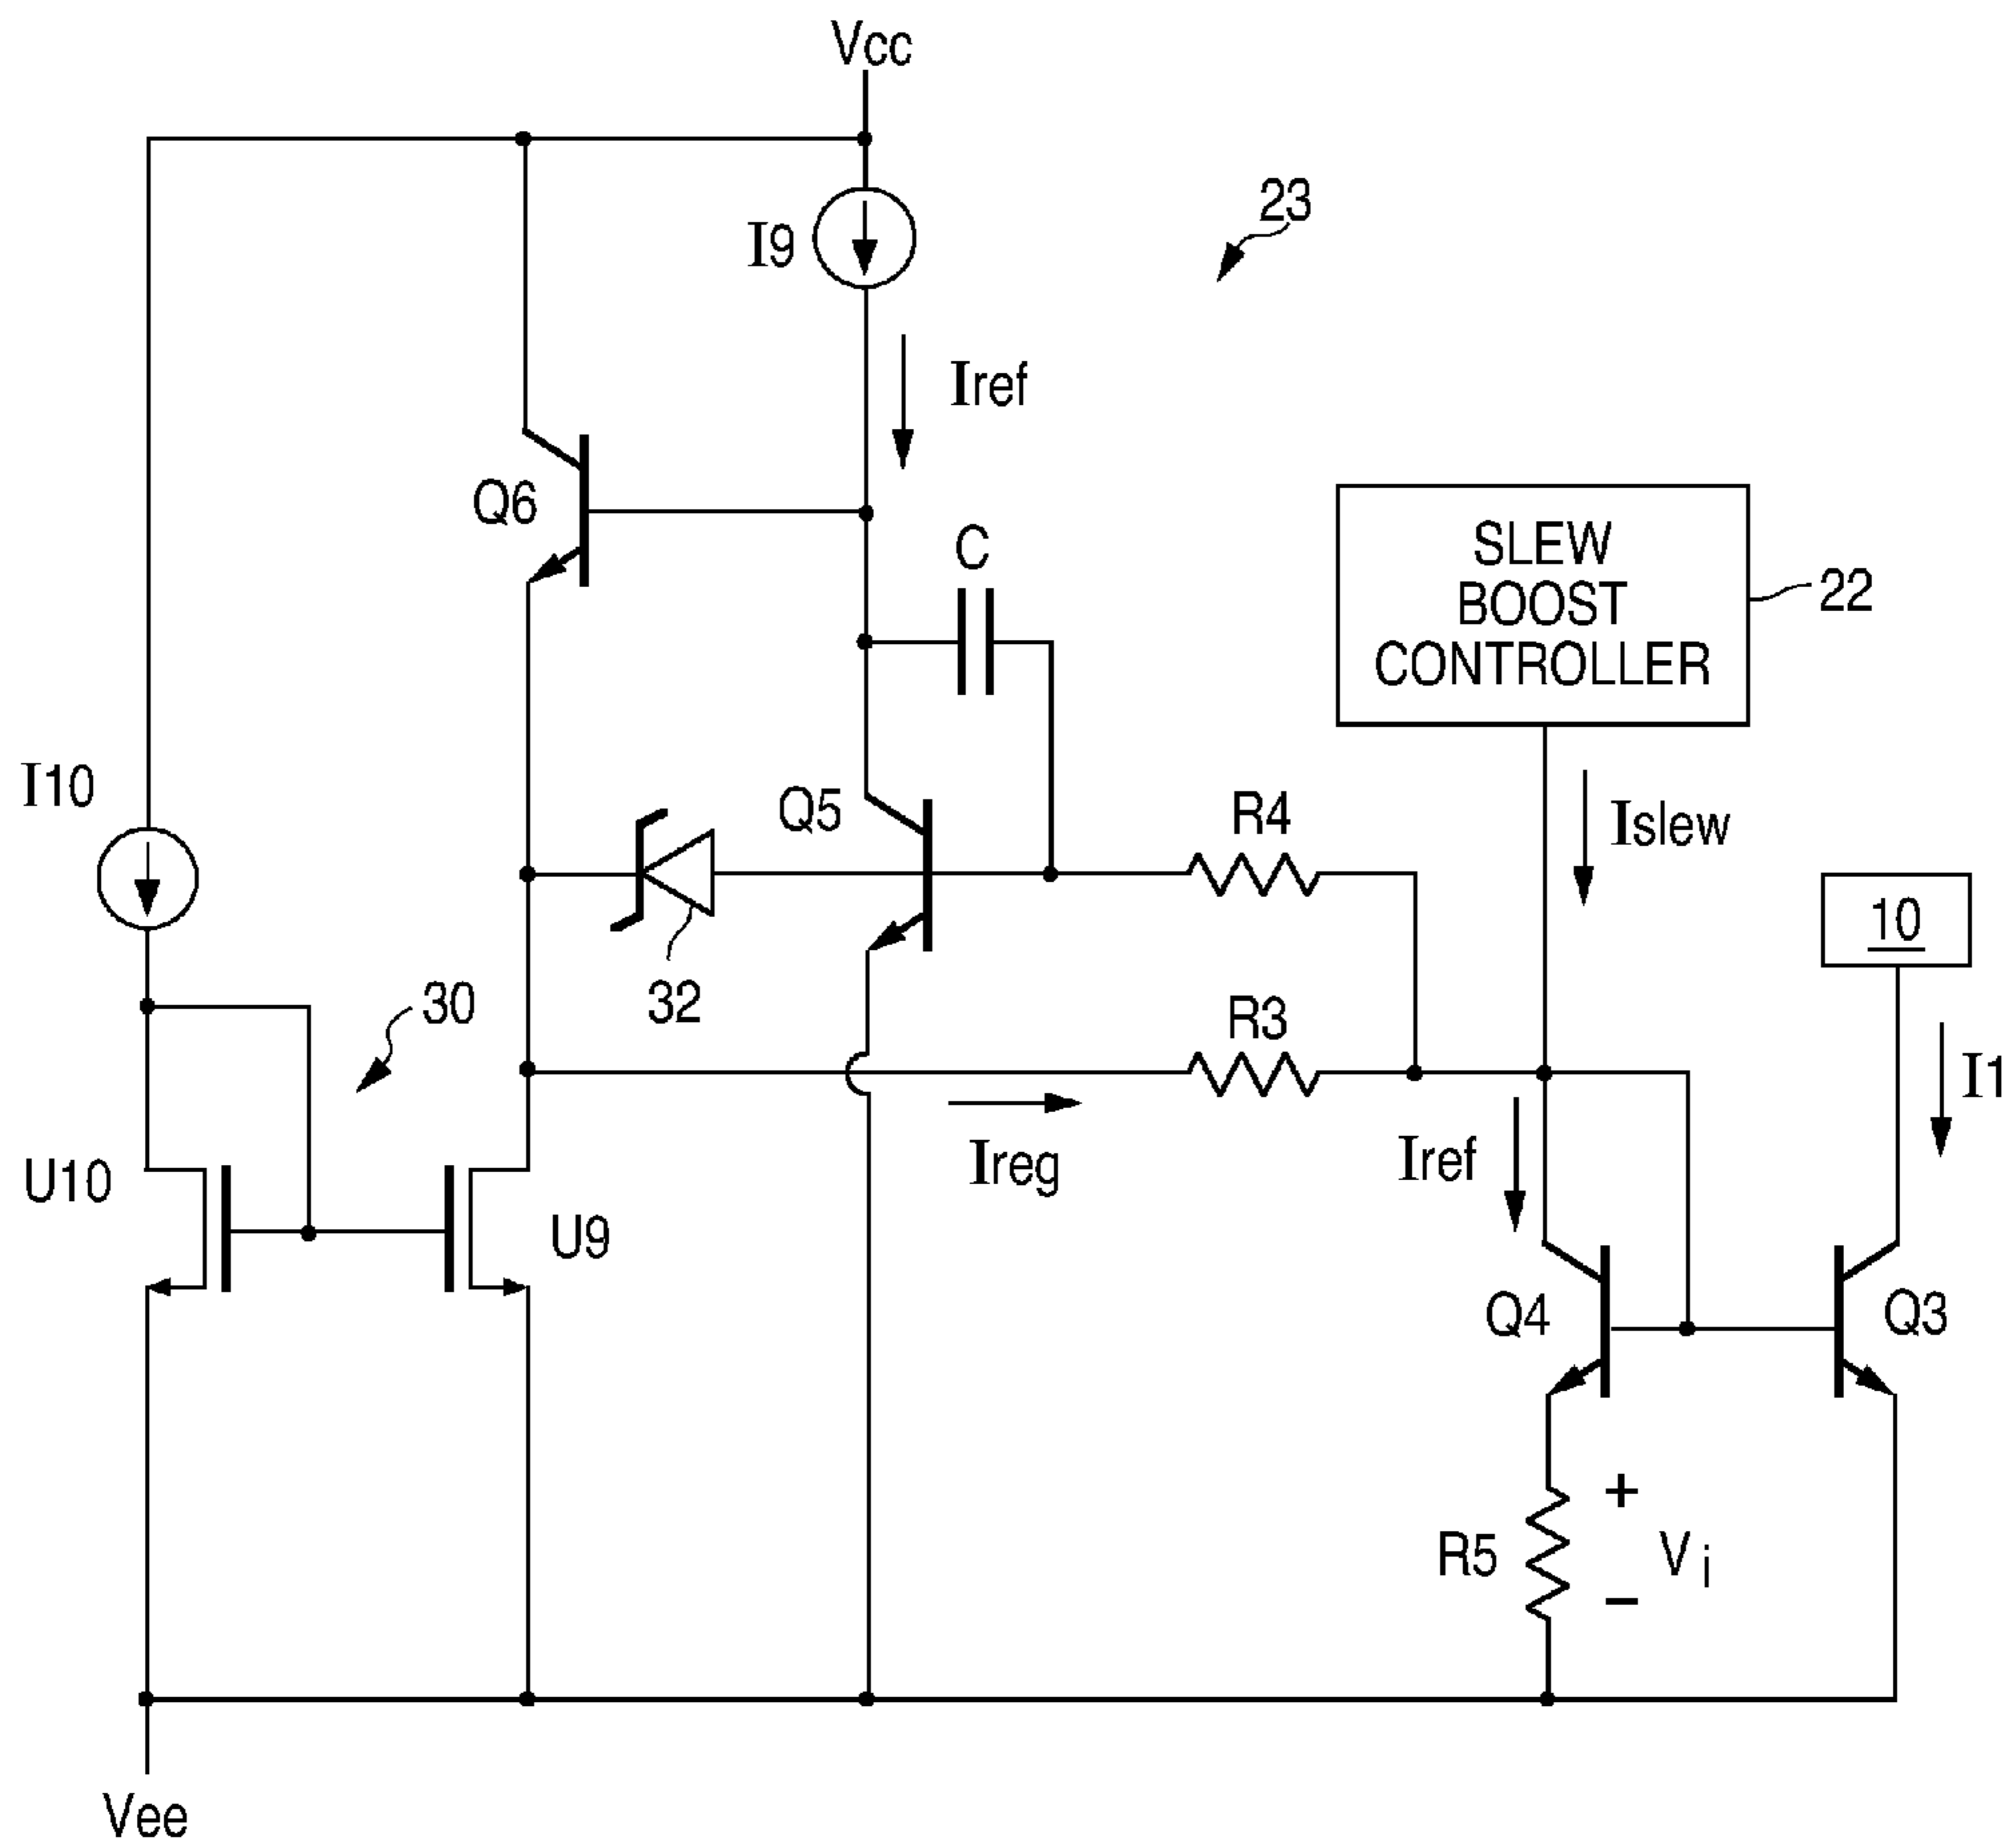 Vcc
23
I9
Iref
Q6
C
SLEW
BOOST
CONTROLLER
22
I10
Q5
R4
Islew
10
30
32
R3
I1
Ireg
Iref
U10
U9
Q4
Q3
+
R5
Vi
−
Vee